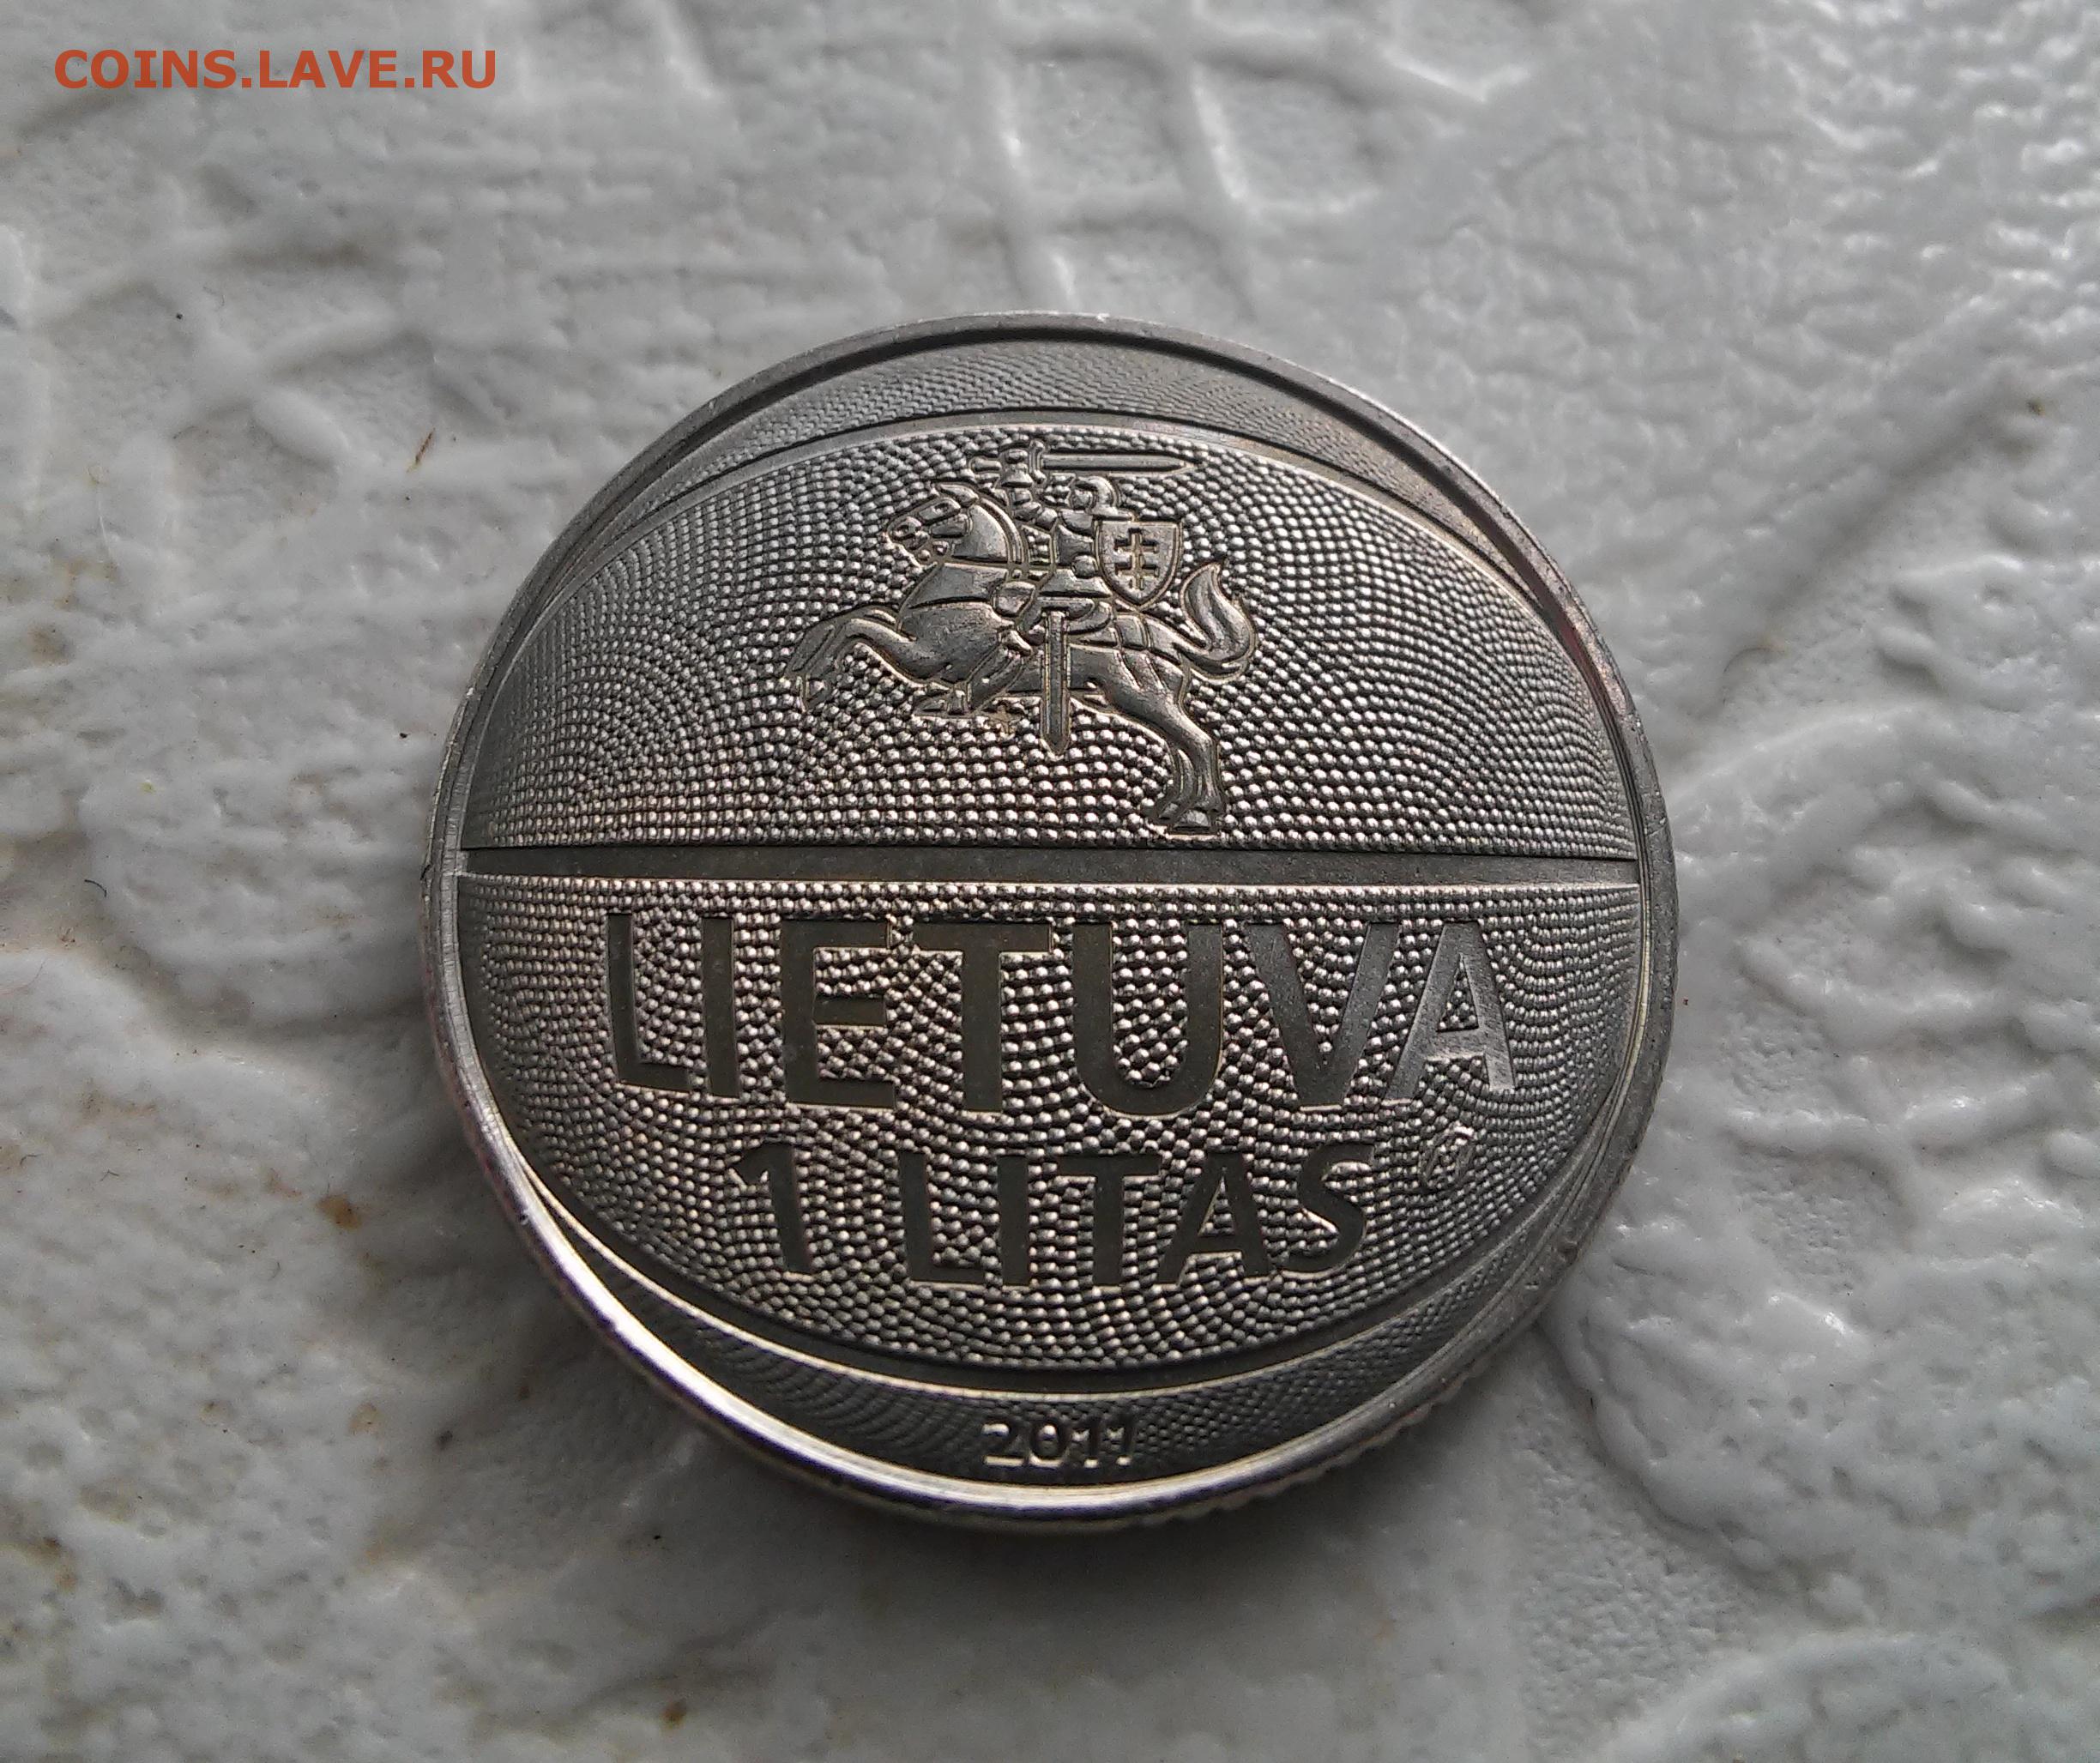 COINS.LAVE.RU
LIETUVA
1 LITAS
2011